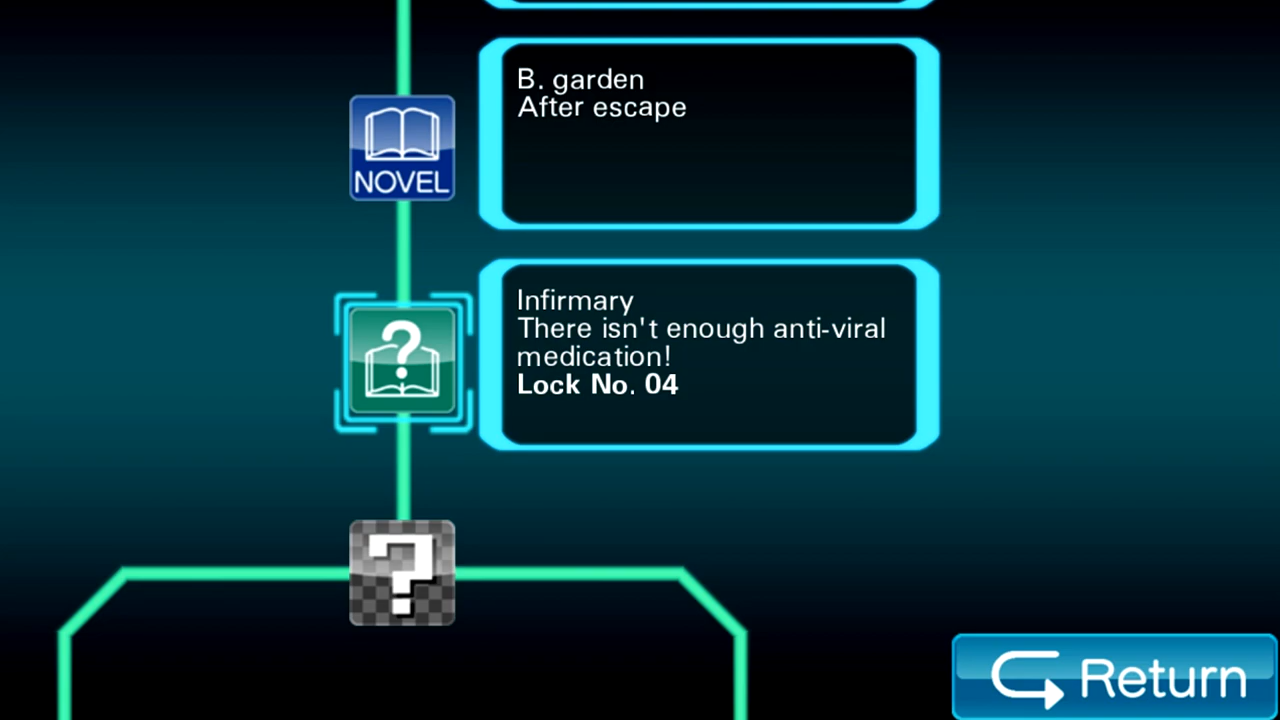 B. garden
After escape
NOVEL
?
Infirmary
There isn't enough anti-viral
medication!
Lock No. 04
?
Return